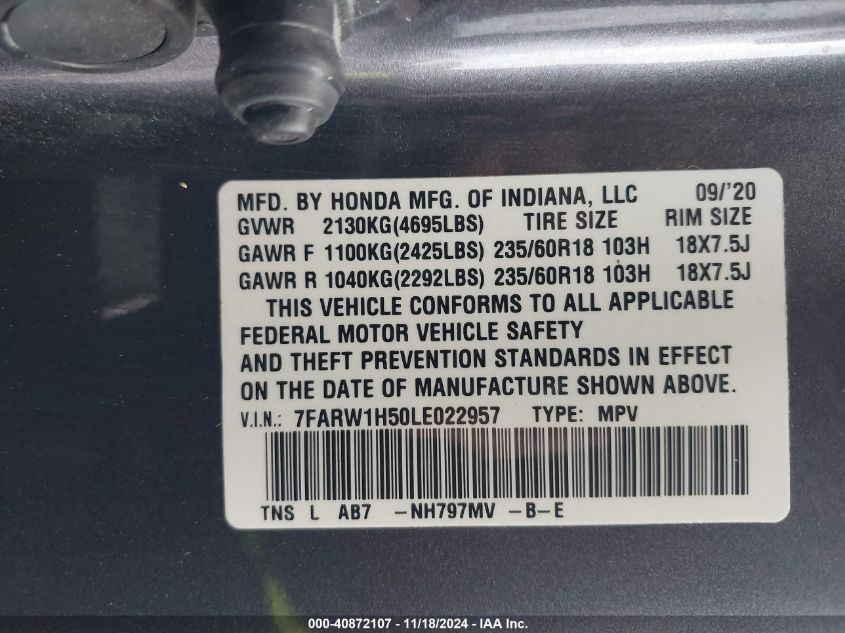 MFD. BY HONDA MFG. OF INDIANA, LLC 09/'20
GVWR 2130KG(4695LBS) TIRE SIZE RIM SIZE
GAWR F 1100KG(2425LBS) 235/60R18 103H 18X7.5J
GAWR R 1040KG(2292LBS) 235/60R18 103H 18X7.5J
THIS VEHICLE CONFORMS TO ALL APPLICABLE
FEDERAL MOTOR VEHICLE SAFETY
AND THEFT PREVENTION STANDARDS IN EFFECT
ON THE DATE OF MANUFACTURE SHOWN ABOVE.
V.I.N.: 7FARW1H50LE022957 TYPE: MPV
TNS L AB7 -NH797MV -B-E
000-40872107 - 11/18/2024 - IAA Inc.